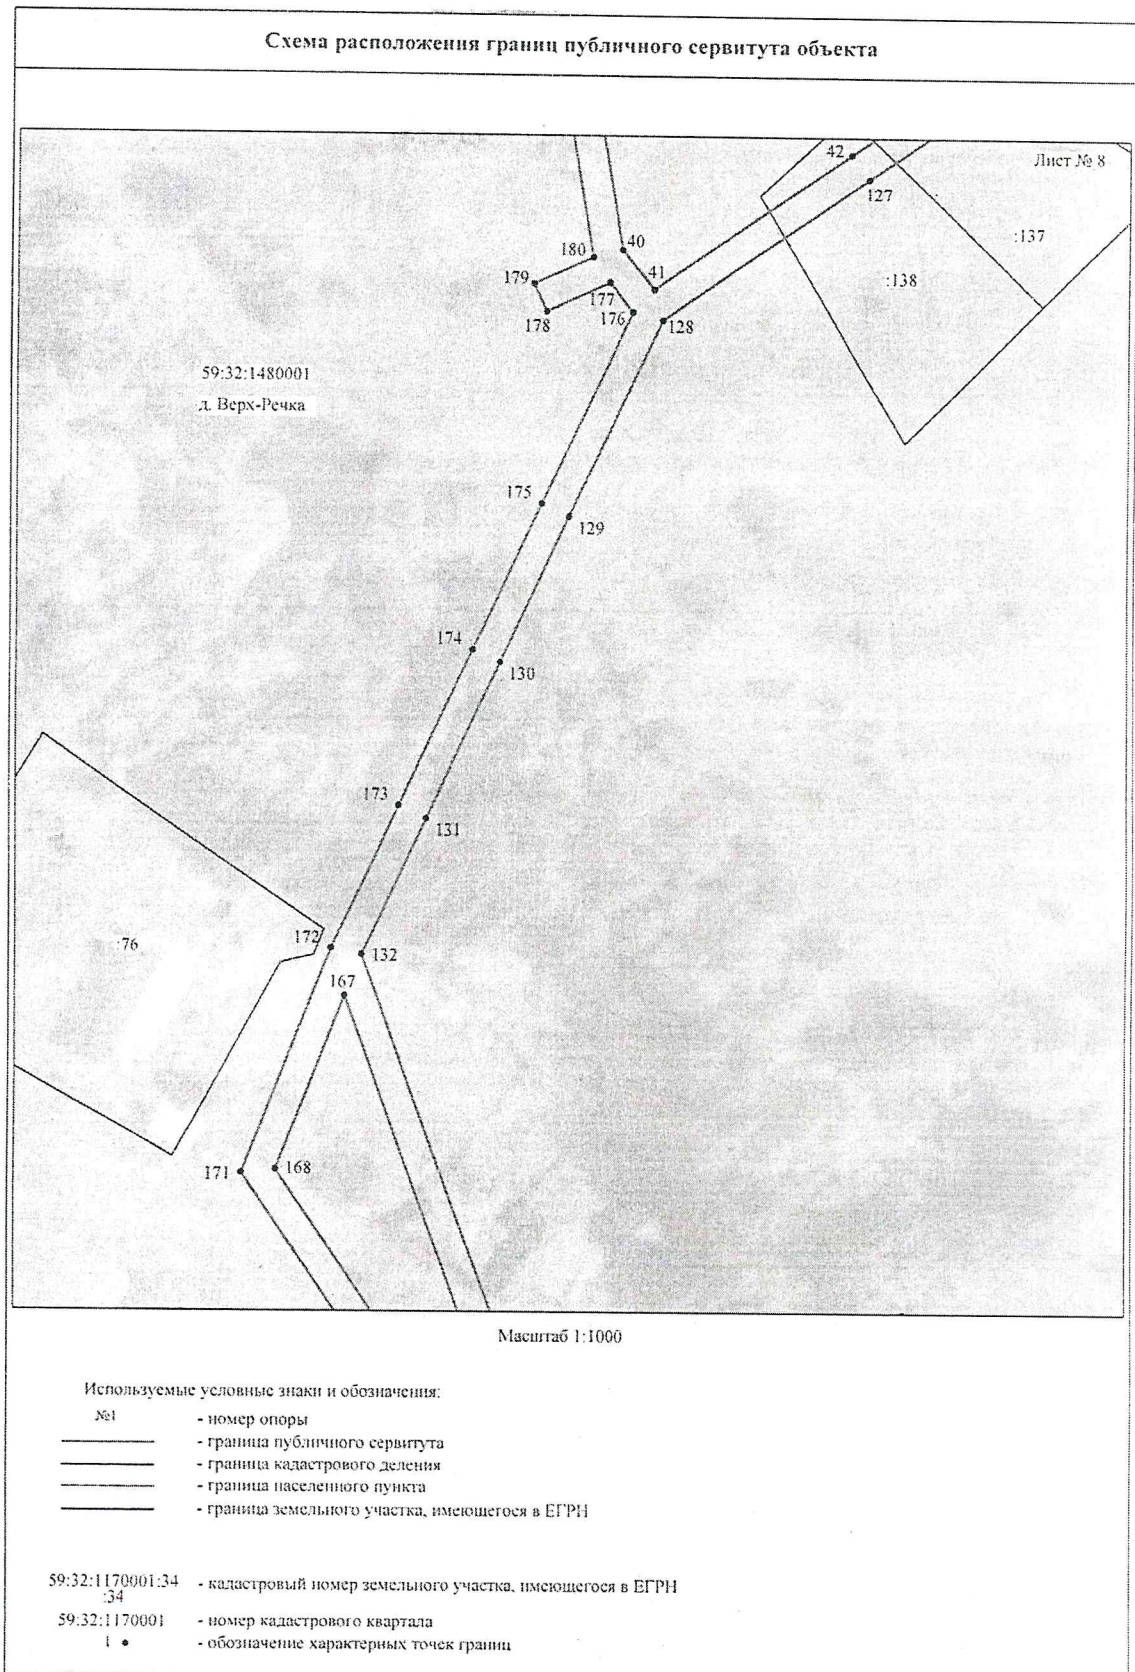 Схема расположения границ публичного сервитута объекта
Лист № 8
42
127
:137
:138
40
180
41
179
177
178
176
128
59:32:1480001
д. Верх-Речка
175
129
174
130
173
131
:76
172
132
167
171
168
Масштаб 1:1000
Используемые условные знаки и обозначения:
№1 - номер опоры
- граница публичного сервитута
- граница кадастрового деления
- граница населенного пункта
- граница земельного участка, имеющегося в ЕГРН
59:32:1170001:34 - кадастровый номер земельного участка, имеющегося в ЕГРН
:34
59:32:1170001 - номер кадастрового квартала
1 • - обозначение характерных точек границ